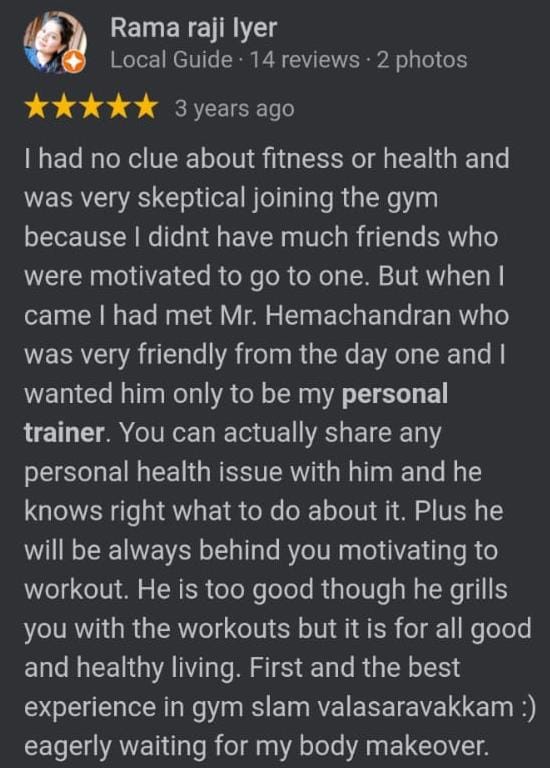 Rama raji Iyer
Local Guide · 14 reviews · 2 photos
3 years ago
I had no clue about fitness or health and
was very skeptical joining the gym
because I didnt have much friends who
were motivated to go to one. But when I
came I had met Mr. Hemachandran who
was very friendly from the day one and I
wanted him only to be my personal
trainer. You can actually share any
personal health issue with him and he
knows right what to do about it. Plus he
will be always behind you motivating to
workout. He is too good though he grills
you with the workouts but it is for all good
and healthy living. First and the best
experience in gym slam valasaravakkam :)
eagerly waiting for my body makeover.